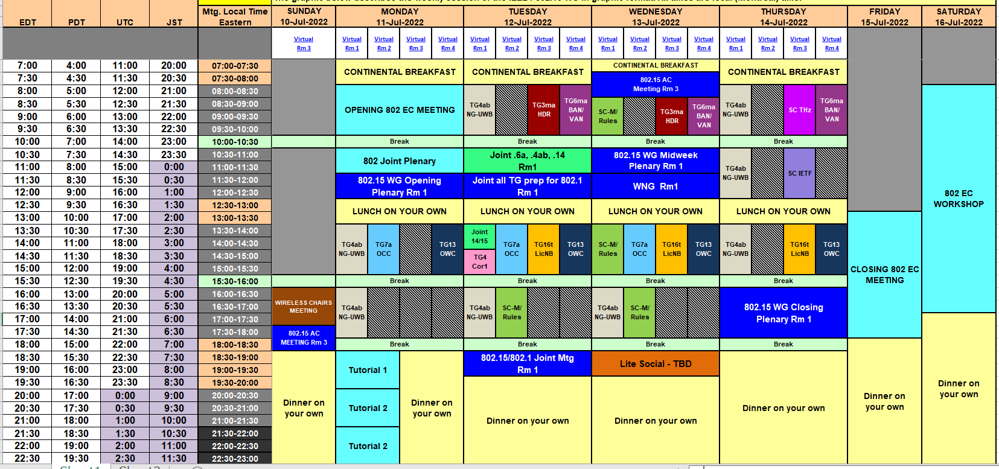 EDT PDT UTC JST Mtg. Local Time Eastern SUNDAY 10-Jul-2022 MONDAY 11-Jul-2022 TUESDAY 12-Jul-2022 WEDNESDAY 13-Jul-2022 THURSDAY 14-Jul-2022 FRIDAY 15-Jul-2022 SATURDAY 16-Jul-2022
Virtual Virtual Virtual Virtual Virtual Virtual Virtual Virtual Virtual Virtual Virtual Virtual Virtual Virtual Virtual Virtual Virtual
Rm 3 Rm 1 Rm 2 Rm 3 Rm 4 Rm 1 Rm 2 Rm 3 Rm 4 Rm 1 Rm 2 Rm 3 Rm 4 Rm 1 Rm 2 Rm 3 Rm 4
7:00 4:00 11:00 20:00 07:00-07:30
7:30 4:30 11:30 20:30 07:30-08:00
8:00 5:00 12:00 21:00 08:00-08:30
8:30 5:30 12:30 21:30 08:30-09:00
9:00 6:00 13:00 22:00 09:00-09:30
9:30 6:30 13:30 22:30 09:30-10:00
10:00 7:00 14:00 23:00 10:00-10:30
10:30 7:30 14:30 23:30 10:30-11:00
11:00 8:00 15:00 0:00 11:00-11:30
11:30 8:30 15:30 0:30 11:30-12:00
12:00 9:00 16:00 1:00 12:00-12:30
12:30 9:30 16:30 1:30 12:30-13:00
13:00 10:00 17:00 2:00 13:00-13:30
13:30 10:30 17:30 2:30 13:30-14:00
14:00 11:00 18:00 3:00 14:00-14:30
14:30 11:30 18:30 3:30 14:30-15:00
15:00 12:00 19:00 4:00 15:00-15:30
15:30 12:30 19:30 4:30 15:30-16:00
16:00 13:00 20:00 5:00 16:00-16:30
16:30 13:30 20:30 5:30 16:30-17:00
17:00 14:00 21:00 6:00 17:00-17:30
17:30 14:30 21:30 6:30 17:30-18:00
18:00 15:00 22:00 7:00 18:00-18:30
18:30 15:30 22:30 7:30 18:30-19:00
19:00 16:00 23:00 8:00 19:00-19:30
19:30 16:30 23:30 8:30 19:30-20:00
20:00 17:00 0:00 9:00 20:00-20:30
20:30 17:30 0:30 9:30 20:30-21:00
21:00 18:00 1:00 10:00 21:00-21:30
21:30 18:30 1:30 10:30 21:30-22:00
22:00 19:00 2:00 11:00 22:00-22:30
22:30 19:30 2:30 11:30 22:30-23:00
WIRELESS CHAIRS
MEETING
802.15 AC
MEETING Rm 3
Dinner on
your own
CONTINENTAL BREAKFAST
OPENING 802 EC MEETING
Break
802 Joint Plenary
802.15 WG Opening
Plenary Rm 1
LUNCH ON YOUR OWN
TG4ab
NG-UWB
TG7a
OCC
TG13
OWC
Break
TG4ab
NG-UWB
Break
Tutorial 1
Tutorial 2
Tutorial 2
Dinner on
your own
CONTINENTAL BREAKFAST
TG4ab
NG-UWB
TG3ma
HDR
TG6ma
BAN/
VAN
Break
Joint .6a, .4ab, .14
Rm1
Joint all TG prep for 802.1
Rm 1
LUNCH ON YOUR OWN
Joint
14/15
TG4
Cor1
TG7a
OCC
TG16t
LicNB
TG13
OWC
Break
TG4ab
NG-UWB
SC-M/
Rules
Break
802.15/802.1 Joint Mtg
Rm 1
Dinner on your own
CONTINENTAL BREAKFAST
802.15 AC
Meeting Rm 3
SC-M/
Rules
TG3ma
HDR
TG6ma
BAN/
VAN
Break
802.15 WG Midweek
Plenary Rm 1
WNG Rm1
LUNCH ON YOUR OWN
SC-M/
Rules
TG7a
OCC
TG16t
LicNB
TG13
OWC
Break
TG4ab
NG-UWB
SC-M/
Rules
Break
Lite Social - TBD
Dinner on your own
CONTINENTAL BREAKFAST
TG4ab
NG-UWB
SC THz
TG6ma
BAN/
VAN
Break
TG4ab
NG-UWB
SC IETF
LUNCH ON YOUR OWN
TG4ab
NG-UWB
TG16t
LicNB
TG13
OWC
Break
802.15 WG Closing
Plenary Rm 1
Break
Dinner on your own
CLOSING 802 EC
MEETING
Dinner on
your own
802 EC
WORKSHOP
Dinner on
your own